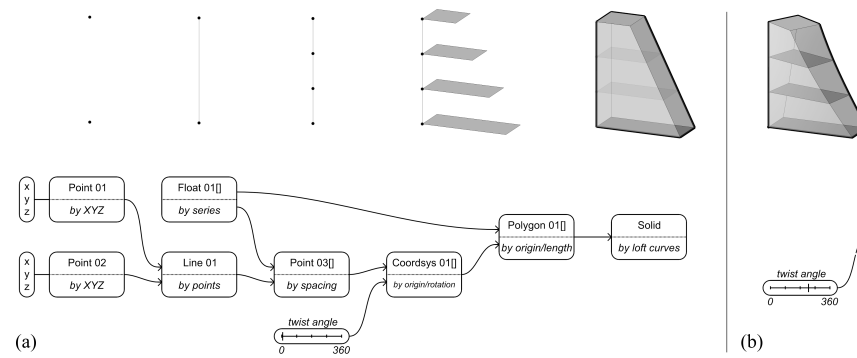 x
y
z
Point 01
by XYZ
Float 01[]
by series
Polygon 01[]
by origin/length
Solid
by loft curves
x
y
z
Point 02
by XYZ
Line 01
by points
Point 03[]
by spacing
Coordsys 01[]
by origin/rotation
twist angle
0 360
twist angle
0 360
(a)
(b)